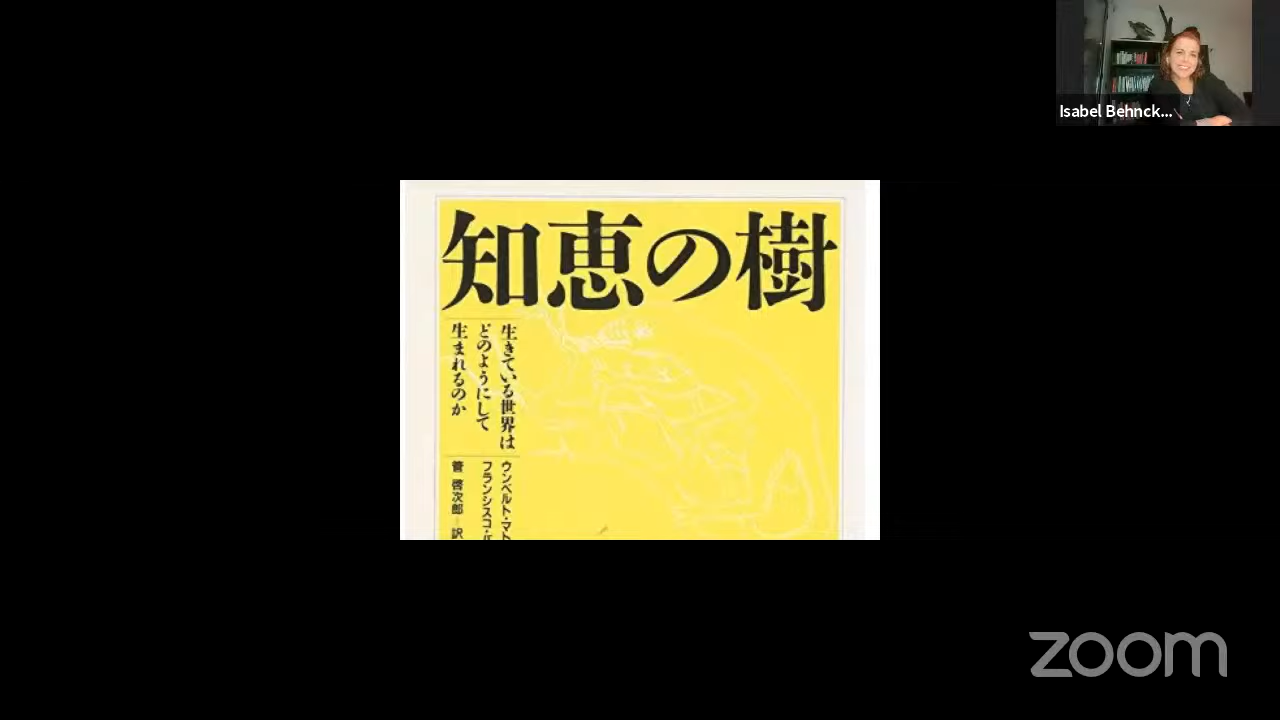 Isabel Behnck...
知恵の樹
生きている世界は
どのようにして
生まれるのか
ウンベルト・マト
フランシスコ・バ
管 啓次郎 訳
zoom